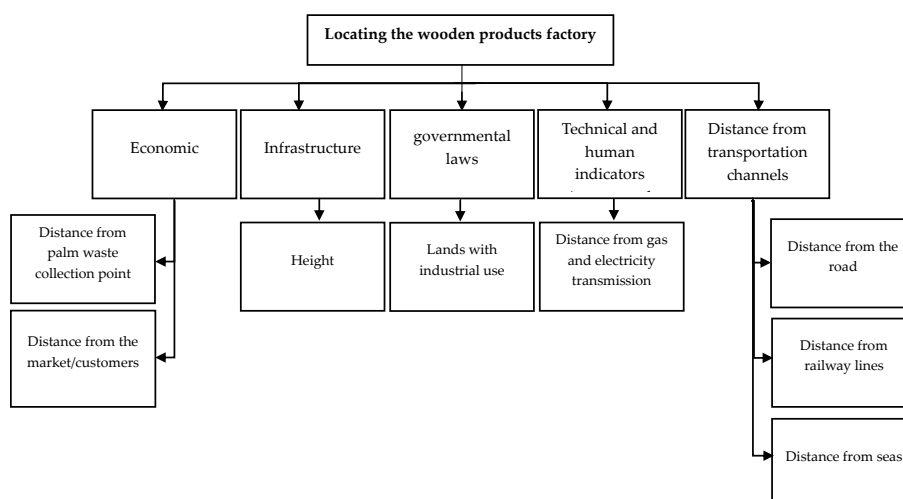 Locating the wooden products factory
Economic
Infrastructure
governmental
laws
Technical and
human
indicators
Distance from
transportation
channels
Distance from
palm waste
collection point
Height
Lands with
industrial use
Distance from gas
and electricity
transmission
Distance from the
road
Distance from the
market/customers
Distance from
railway lines
Distance from seas